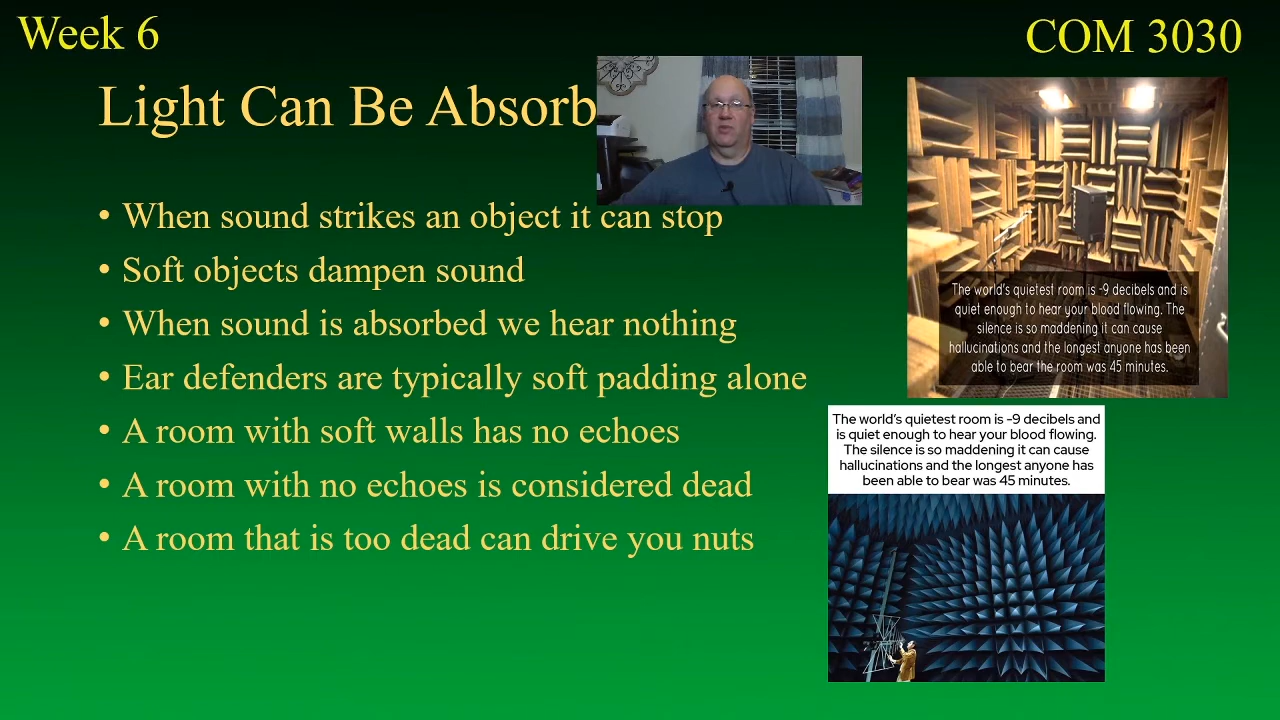 Week 6
COM 3030
Light Can Be Absorb
• When sound strikes an object it can stop
• Soft objects dampen sound
• When sound is absorbed we hear nothing
• Ear defenders are typically soft padding alone
• A room with soft walls has no echoes
• A room with no echoes is considered dead
• A room that is too dead can drive you nuts
The world's quietest room is -9 decibels and is
quiet enough to hear your blood flowing. The
silence is so maddening it can cause
hallucinations and the longest anyone has been
able to bear the room was 45 minutes.
The world's quietest room is -9 decibels and
is quiet enough to hear your blood flowing.
The silence is so maddening it can cause
hallucinations and the longest anyone has
been able to bear was 45 minutes.